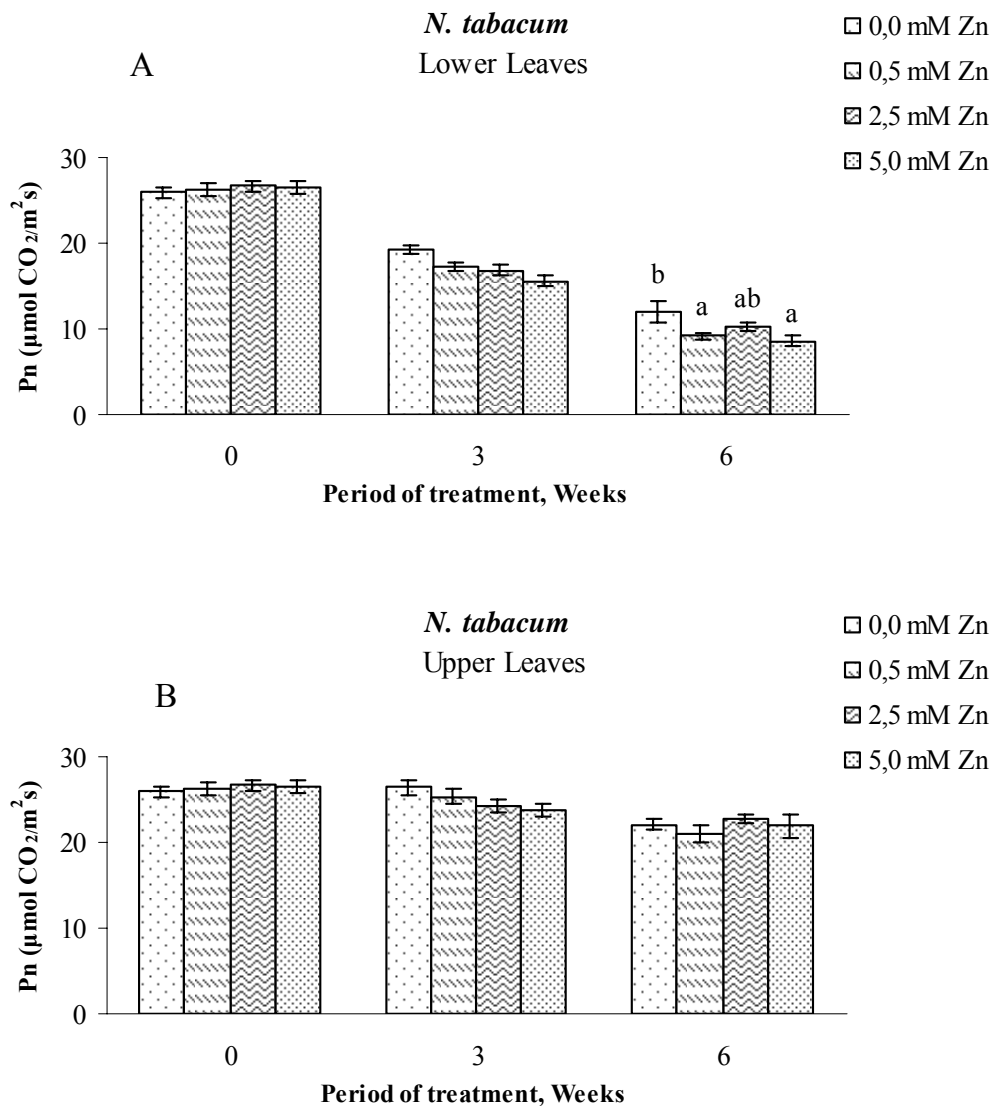 N. tabacum
Lower Leaves
A
0,0 mM Zn
0,5 mM Zn
2,5 mM Zn
5,0 mM Zn
Pn (µmol CO₂/m²s)
30
20
10
0
b
a
ab
a
0 3 6
Period of treatment, Weeks
N. tabacum
Upper Leaves
B
0,0 mM Zn
0,5 mM Zn
2,5 mM Zn
5,0 mM Zn
Pn (µmol CO₂/m²s)
30
20
10
0
0 3 6
Period of treatment, Weeks